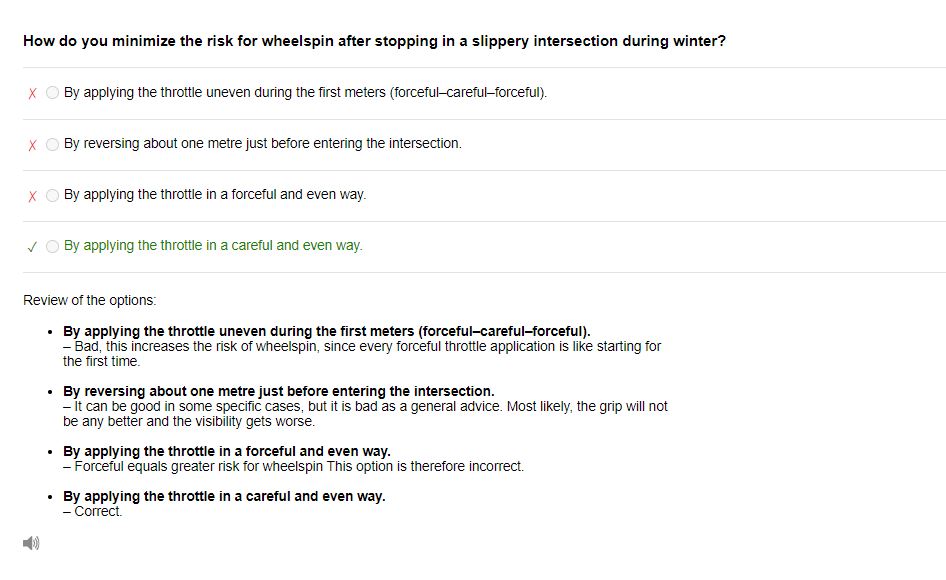 How do you minimize the risk for wheelspin after stopping in a slippery intersection during winter?
By applying the throttle uneven during the first meters (forceful–careful–forceful).
By reversing about one metre just before entering the intersection.
By applying the throttle in a forceful and even way.
By applying the throttle in a careful and even way.
Review of the options:
• By applying the throttle uneven during the first meters (forceful–careful–forceful).
– Bad, this increases the risk of wheelspin, since every forceful throttle application is like starting for
the first time.
• By reversing about one metre just before entering the intersection.
– It can be good in some specific cases, but it is bad as a general advice. Most likely, the grip will not
be any better and the visibility gets worse.
• By applying the throttle in a forceful and even way.
– Forceful equals greater risk for wheelspin This option is therefore incorrect.
• By applying the throttle in a careful and even way.
– Correct.